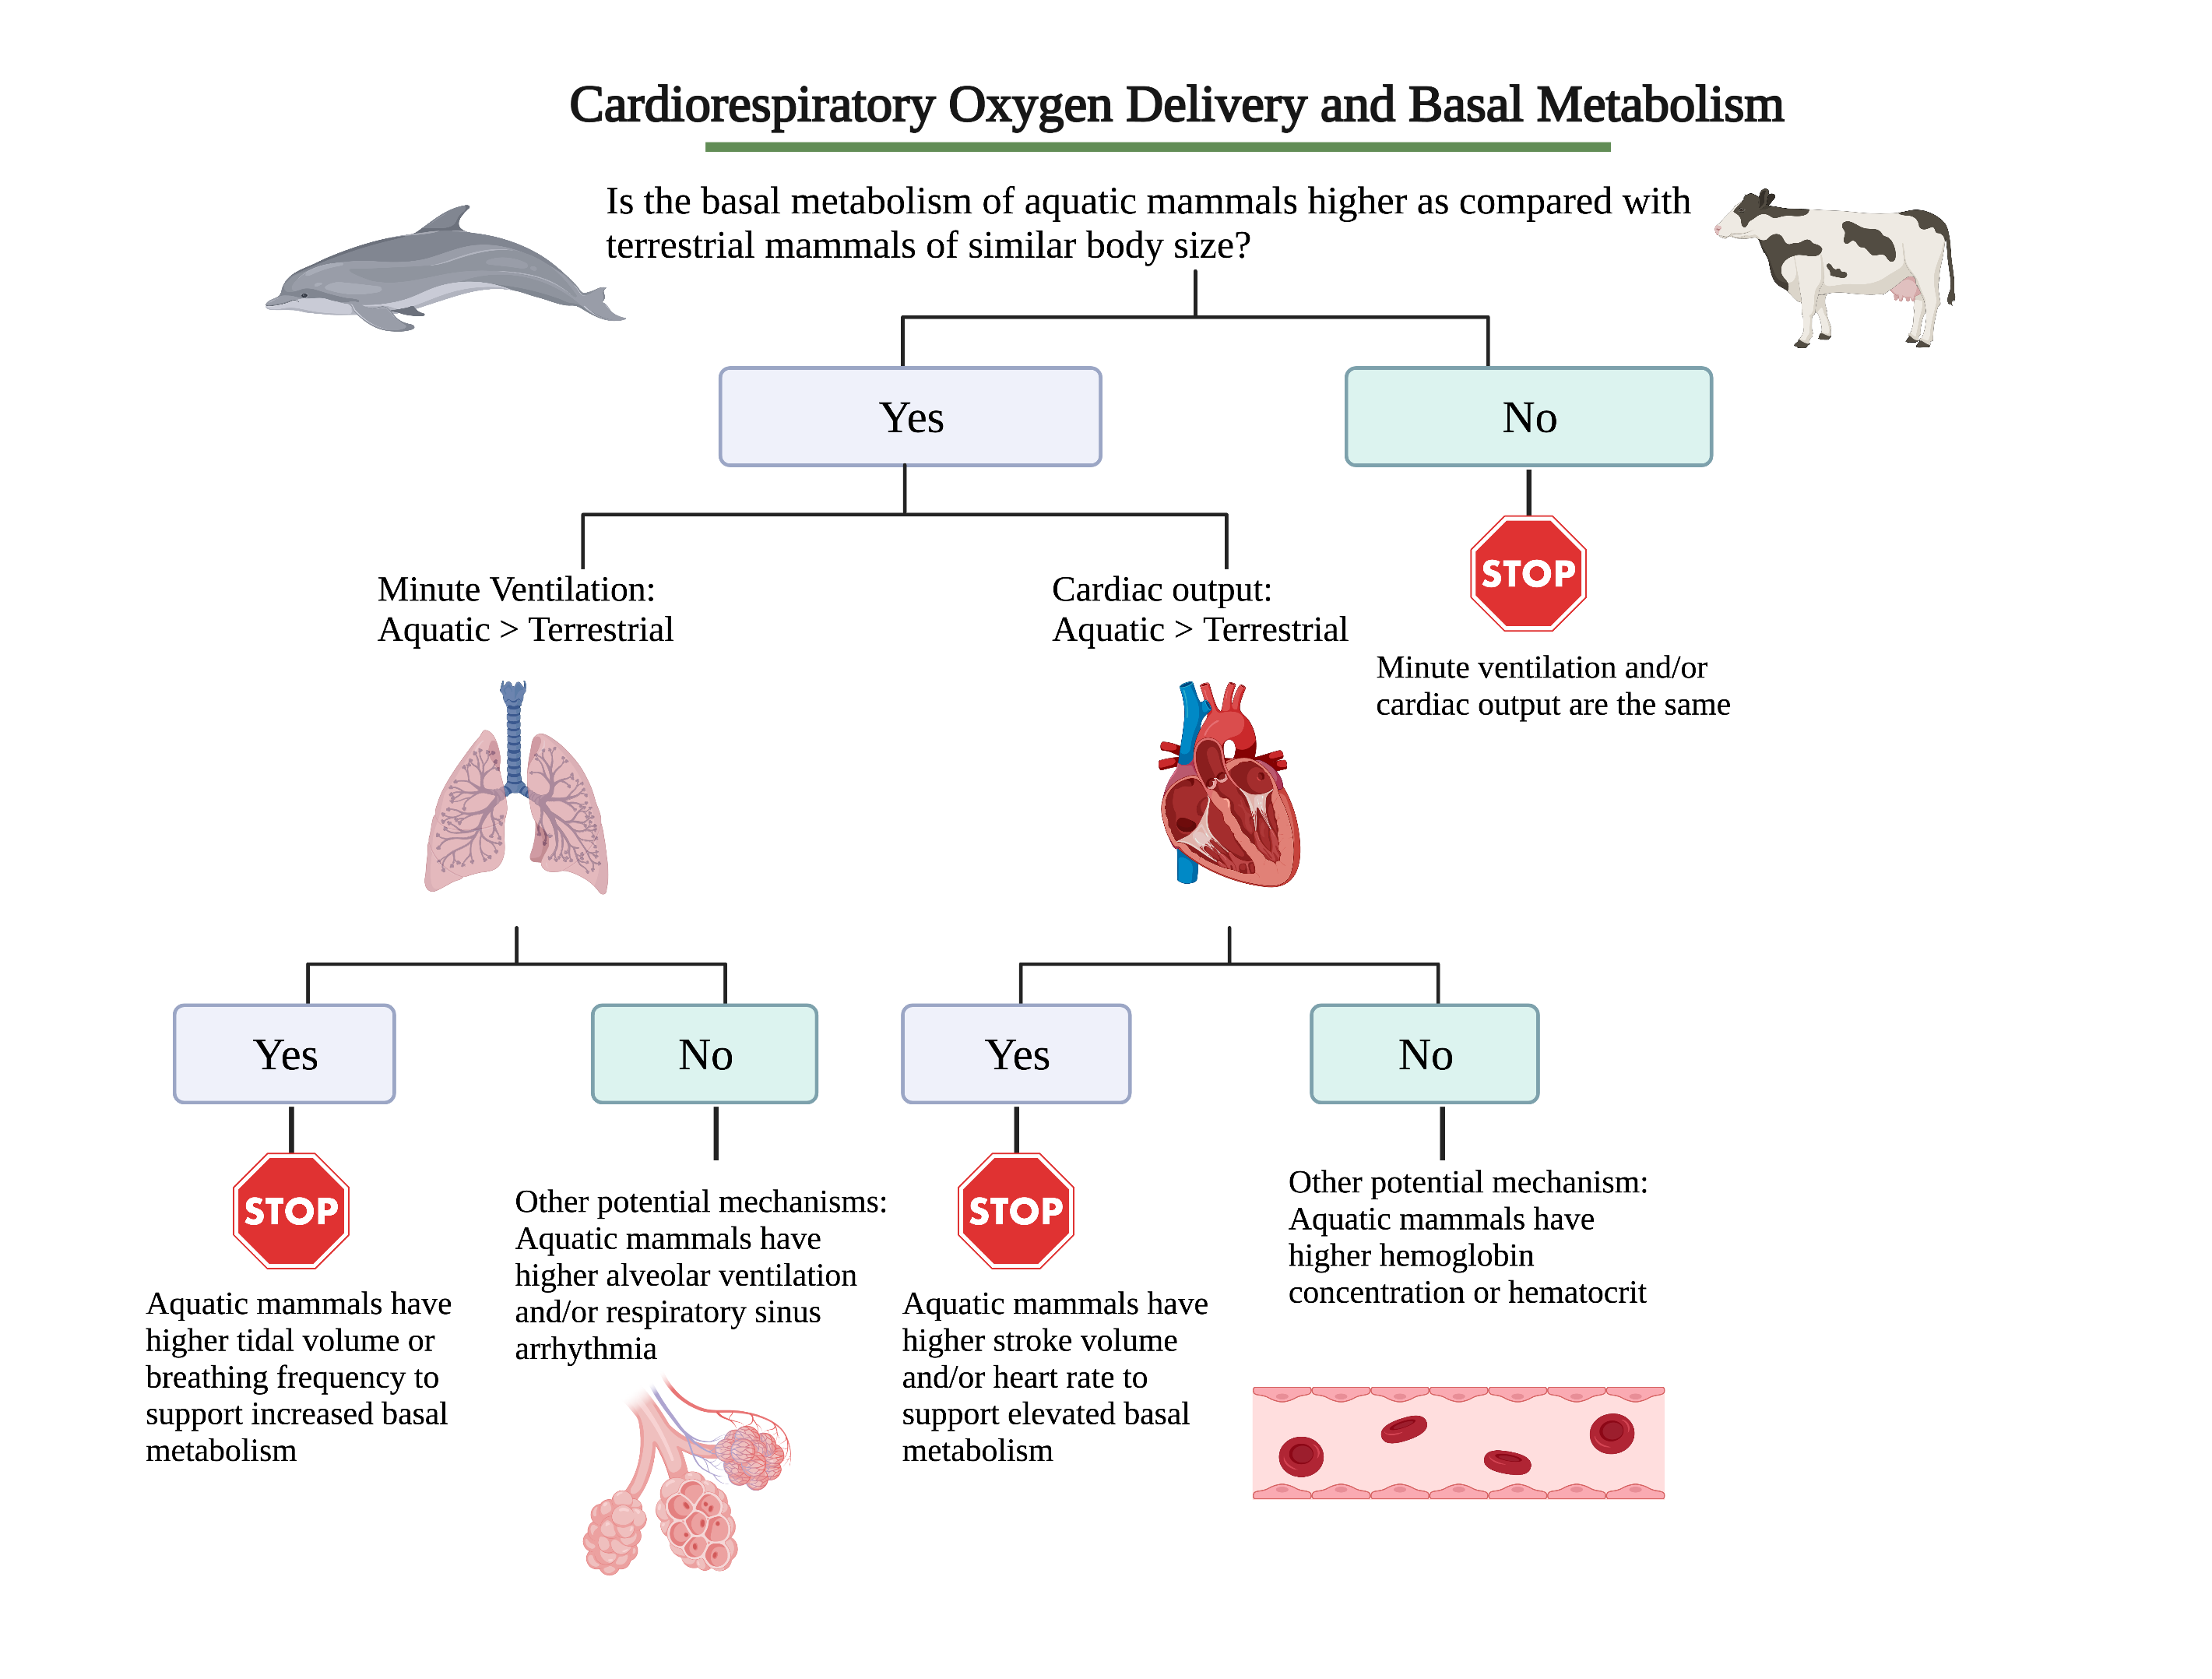 Cardiorespiratory Oxygen Delivery and Basal Metabolism
Is the basal metabolism of aquatic mammals higher as compared with
terrestrial mammals of similar body size?
Yes
No
Minute Ventilation:
Aquatic > Terrestrial
Cardiac output:
Aquatic > Terrestrial
STOP
Minute ventilation and/or
cardiac output are the same
Yes
No
Yes
No
STOP
Aquatic mammals have
higher tidal volume or
breathing frequency to
support increased basal
metabolism
Other potential mechanisms:
Aquatic mammals have
higher alveolar ventilation
and/or respiratory sinus
arrhythmia
STOP
Aquatic mammals have
higher stroke volume
and/or heart rate to
support elevated basal
metabolism
Other potential mechanism:
Aquatic mammals have
higher hemoglobin
concentration or hematocrit